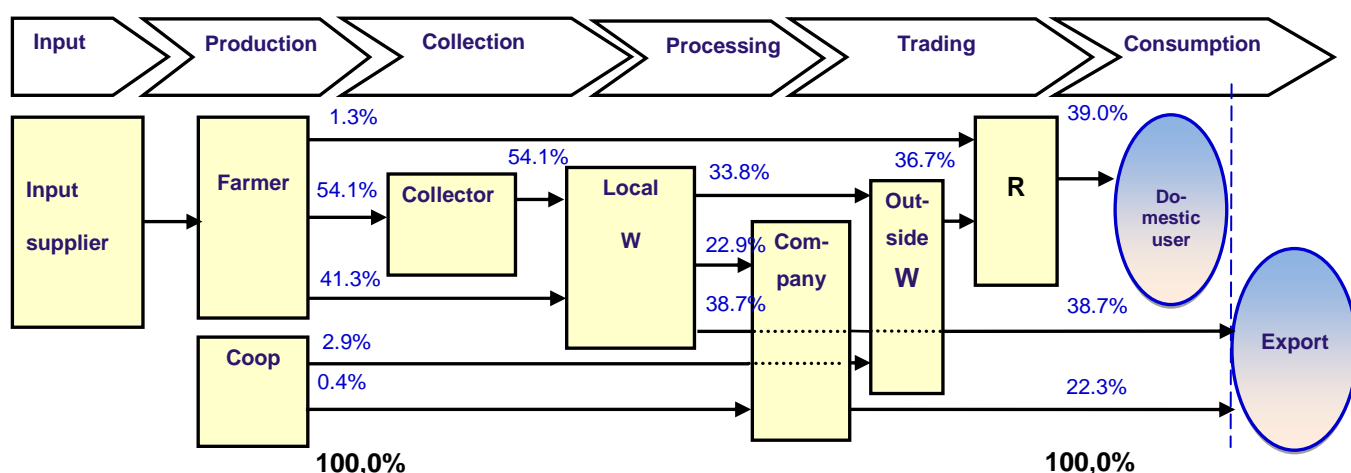 Input
Production
Collection
Processing
Trading
Consumption
1.3%
39.0%
54.1%
36.7%
33.8%
Input
supplier
Farmer
54.1%
Collector
Local
W
Out-
side
W
R
Do-
mestic
user
22.9%
Com-
pany
41.3%
38.7%
38.7%
Export
Coop
2.9%
0.4%
22.3%
100,0%
100,0%